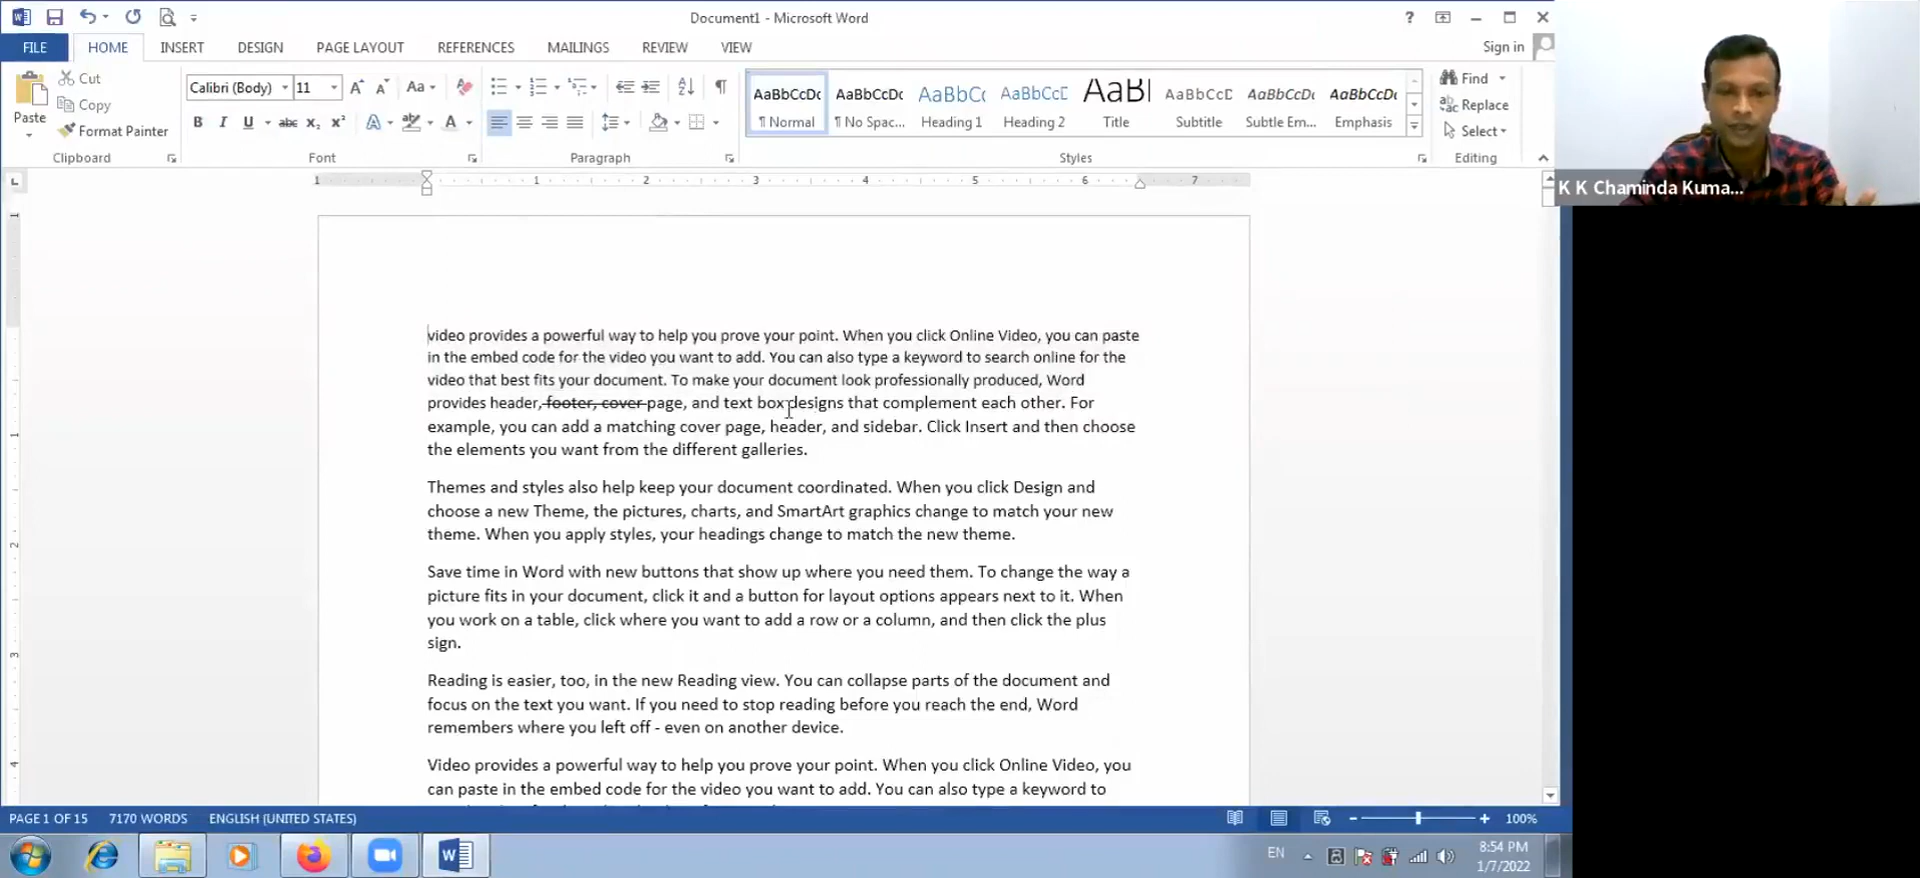 Document1 - Microsoft Word
FILE HOME INSERT DESIGN PAGE LAYOUT REFERENCES MAILINGS REVIEW VIEW Sign in
Paste
Cut
Copy
Format Painter
Clipboard
Calibri (Body) 11
Font
Paragraph
AaBbCcDc AaBbCcDc AaBbCc AaBbCcD AaBl AaBbCcD AaBbCcDc AaBbCcDc
¶ Normal ¶ No Spac... Heading 1 Heading 2 Title Subtitle Subtle Em... Emphasis
Styles
Find
Replace
Select
Editing
K K Chaminda Kuma...
1 1 2 3 4 5 6 7
video provides a powerful way to help you prove your point. When you click Online Video, you can paste
in the embed code for the video you want to add. You can also type a keyword to search online for the
video that best fits your document. To make your document look professionally produced, Word
provides header, footer, cover page, and text box designs that complement each other. For
example, you can add a matching cover page, header, and sidebar. Click Insert and then choose
the elements you want from the different galleries.
Themes and styles also help keep your document coordinated. When you click Design and
choose a new Theme, the pictures, charts, and SmartArt graphics change to match your new
theme. When you apply styles, your headings change to match the new theme.
Save time in Word with new buttons that show up where you need them. To change the way a
picture fits in your document, click it and a button for layout options appears next to it. When
you work on a table, click where you want to add a row or a column, and then click the plus
sign.
Reading is easier, too, in the new Reading view. You can collapse parts of the document and
focus on the text you want. If you need to stop reading before you reach the end, Word
remembers where you left off - even on another device.
Video provides a powerful way to help you prove your point. When you click Online Video, you
can paste in the embed code for the video you want to add. You can also type a keyword to
PAGE 1 OF 15 7170 WORDS ENGLISH (UNITED STATES) 100%
EN 8:54 PM
1/7/2022